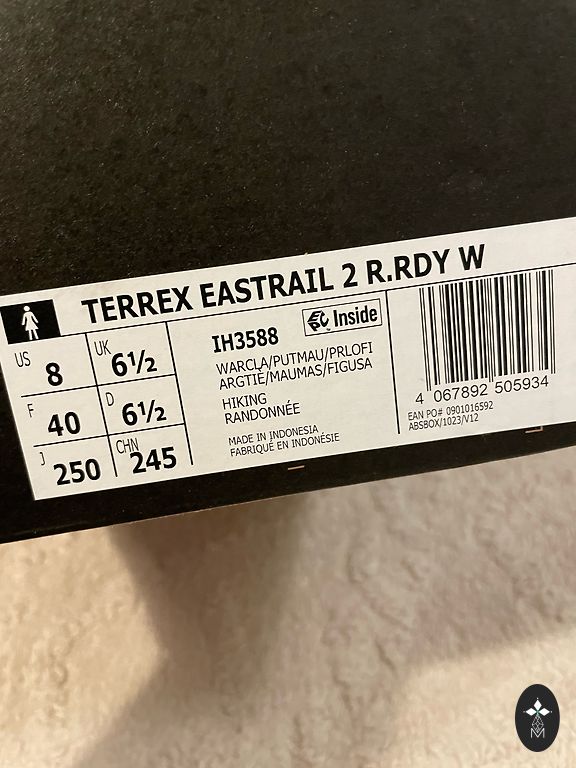 TERREX EASTRAIL 2 R.RDY W
US 8 UK 6½
F 40 D 6½
J 250 CHN 245
IH3588 Inside
WARCLA/PUTMAU/PRLOFI
ARGTIE/MAUMAS/FIGUSA
HIKING
RANDONNÉE
MADE IN INDONESIA
FABRIQUÉ EN INDONÉSIE
4 067892 505934
EAN PO# 0901016592
ABSBOX/1023/V12
M